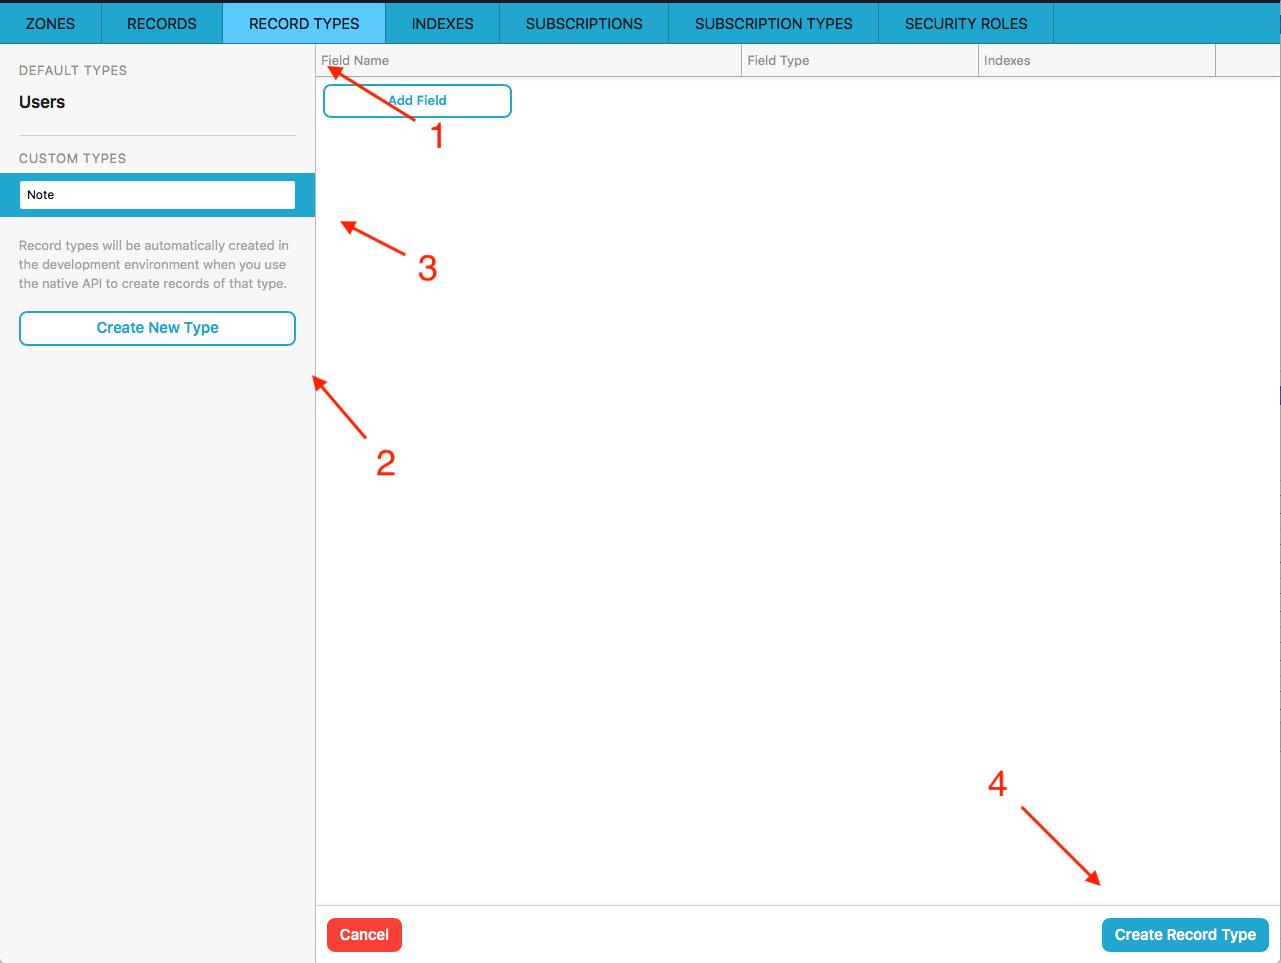 ZONES RECORDS RECORD TYPES INDEXES SUBSCRIPTIONS SUBSCRIPTION TYPES SECURITY ROLES
DEFAULT TYPES
Users
CUSTOM TYPES
Note
Record types will be automatically created in
the development environment when you use
the native API to create records of that type.
Create New Type
Field Name Field Type Indexes
Add Field
1
3
2
4
Cancel
Create Record Type